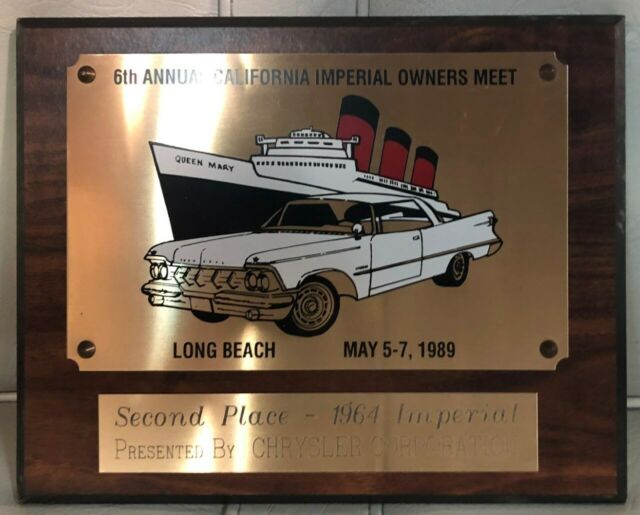 6th ANNUAL CALIFORNIA IMPERIAL OWNERS MEET
QUEEN MARY
LONG BEACH MAY 5-7, 1989
Second Place - 1964 Imperial
PRESENTED BY CHRYSLER CORPORATION